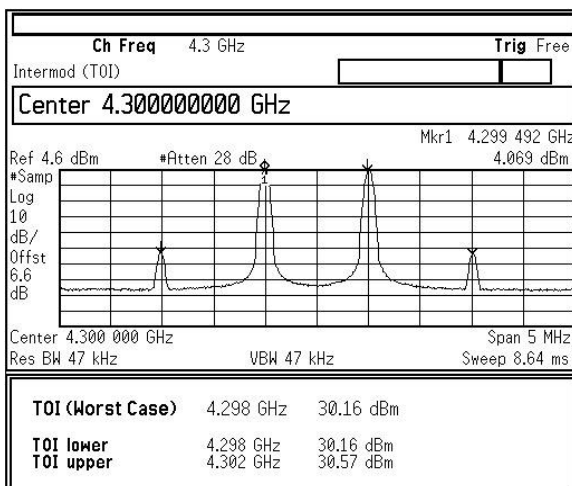 Ch Freq 4.3 GHz Trig Free
Intermod (TOI)
Center 4.300000000 GHz
Mkr1 4.299 492 GHz
Ref 4.6 dBm #Atten 28 dB 4.069 dBm
#Samp
Log
10
dB/
Offst
6.6
dB
1
Center 4.300 000 GHz Span 5 MHz
Res BW 47 kHz VBW 47 kHz Sweep 8.64 ms
TOI (Worst Case) 4.298 GHz 30.16 dBm
TOI lower 4.298 GHz 30.16 dBm
TOI upper 4.302 GHz 30.57 dBm